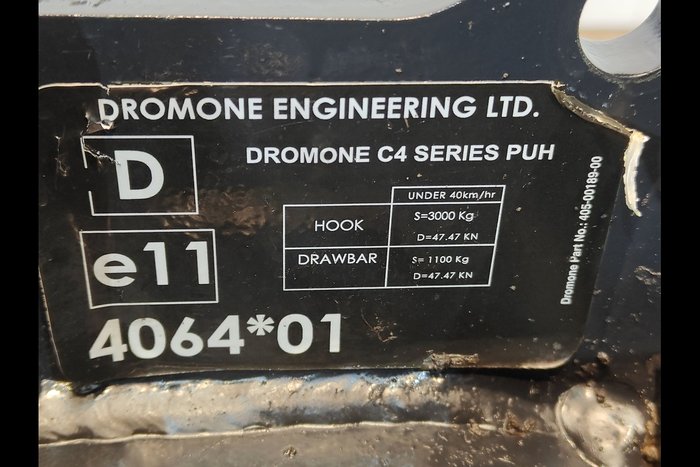 DROMONE ENGINEERING LTD.
D
DROMONE C4 SERIES PUH
UNDER 40km/hr
HOOK
S=3000 Kg
D=47.47 KN
DRAWBAR
S= 1100 Kg
D=47.47 KN
e11
4064*01
Dromone Part No.: 405-00189-00